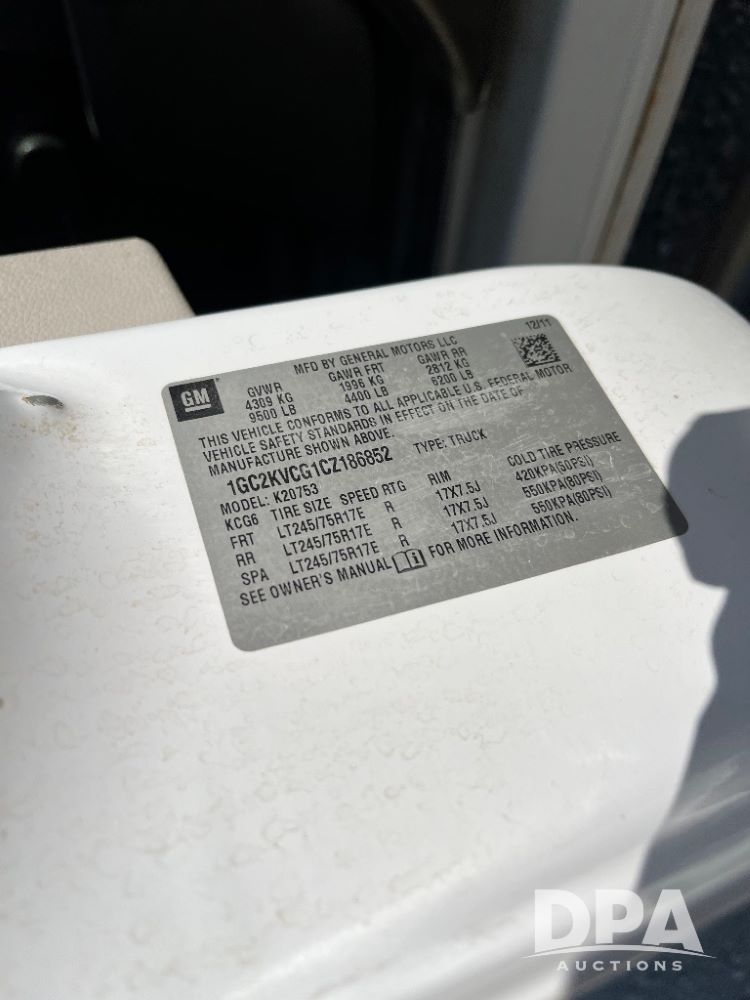 12/11
GM
MFD BY GENERAL MOTORS LLC
GVWR GAWR FRT GAWR RR
4309 KG 1996 KG 2812 KG
9500 LB 4400 LB 6200 LB
THIS VEHICLE CONFORMS TO ALL APPLICABLE U.S. FEDERAL MOTOR
VEHICLE SAFETY STANDARDS IN EFFECT ON THE DATE OF
MANUFACTURE SHOWN ABOVE.
1GC2KVCG1CZ186852 TYPE: TRUCK
MODEL: K20753
KCG6 TIRE SIZE SPEED RTG RIM COLD TIRE PRESSURE
FRT LT245/75R17E R 17X7.5J 420KPA(60PSI)
RR LT245/75R17E R 17X7.5J 550KPA(80PSI)
SPA LT245/75R17E R 17X7.5J 550KPA(80PSI)
SEE OWNER'S MANUAL FOR MORE INFORMATION.
DPA
AUCTIONS